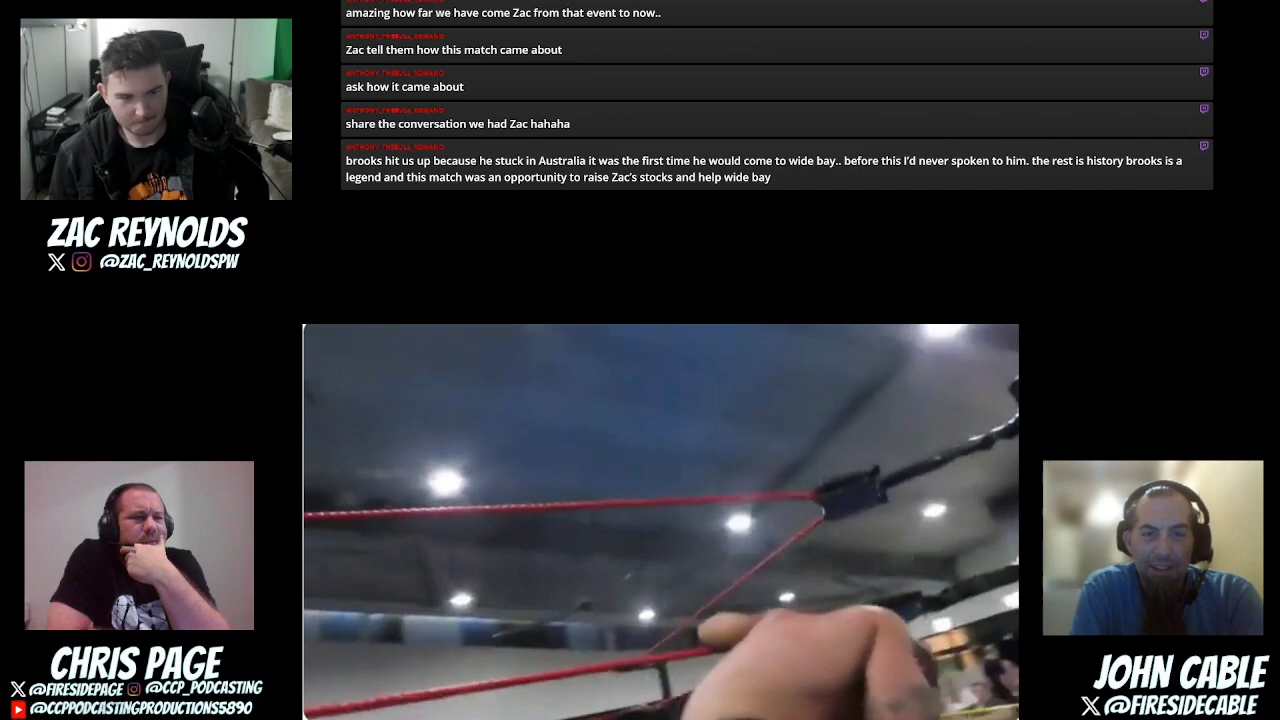 amazing how far we have come Zac from that event to now..
ANTHONY_THEBULL_ROMANO
Zac tell them how this match came about
ANTHONY_THEBULL_ROMANO
ask how it came about
ANTHONY_THEBULL_ROMANO
share the conversation we had Zac hahaha
ANTHONY_THEBULL_ROMANO
brooks hit us up because he stuck in Australia it was the first time he would come to wide bay.. before this I'd never spoken to him. the rest is history brooks is a
legend and this match was an opportunity to raise Zac's stocks and help wide bay
ZAC REYNOLDS
@ZAC_REYNOLDSPW
CHRIS PAGE
@FIRESIDEPAGE @CCP_PODCASTING
@CCPPODCASTINGPRODUCTIONS5890
JOHN CABLE
@FIRESIDECABLE